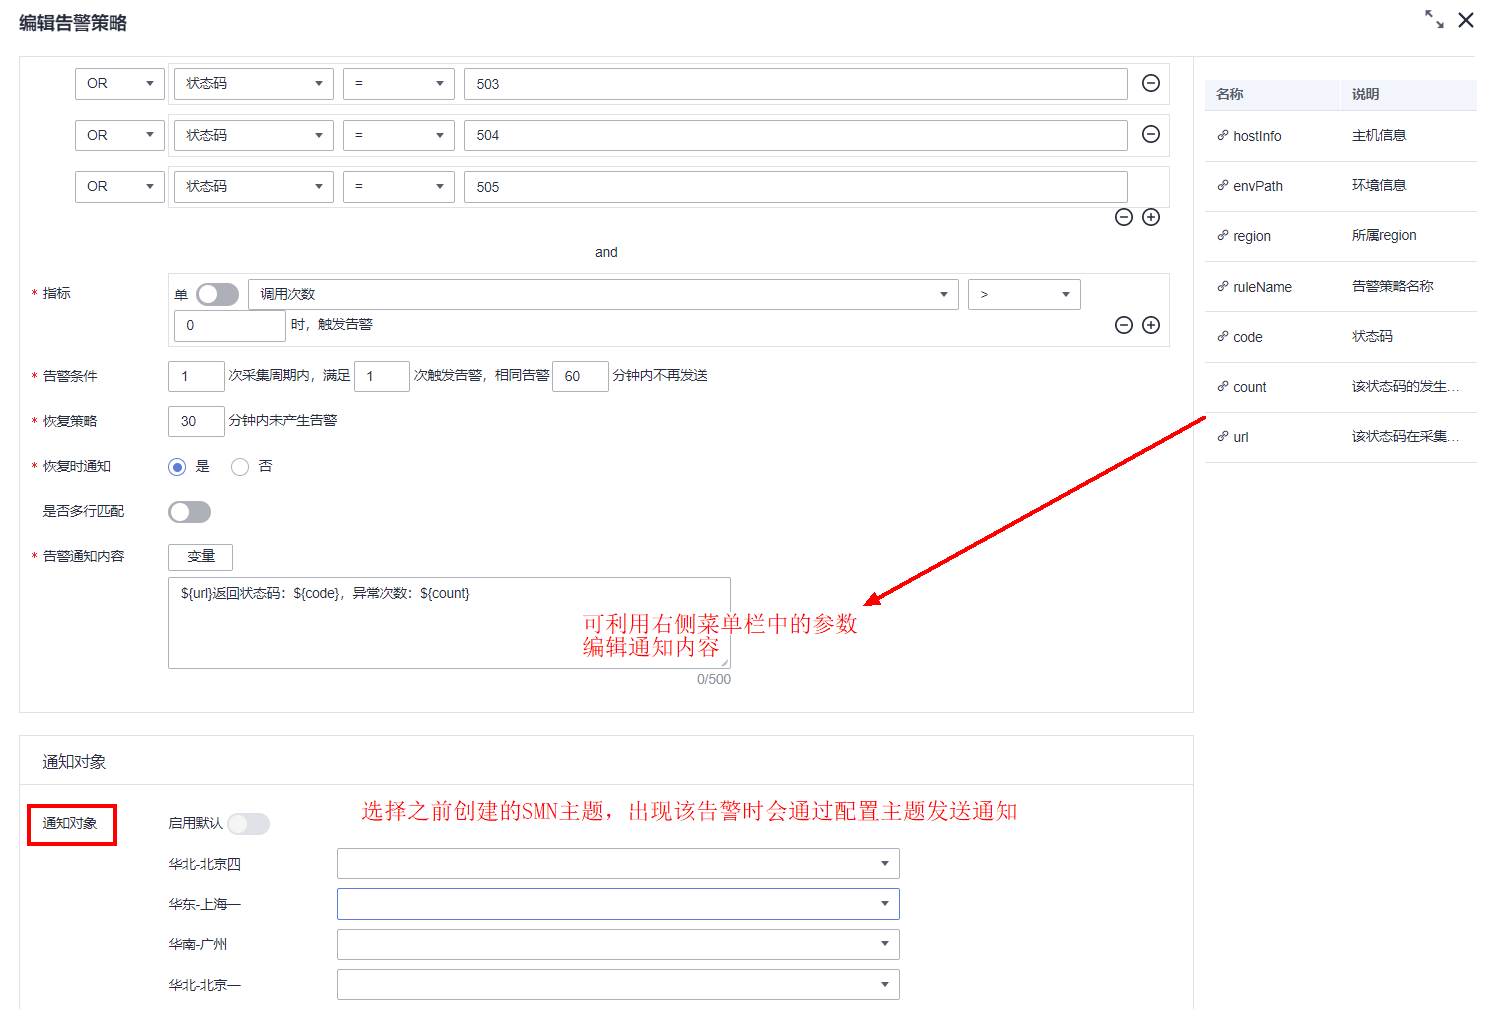 编辑告警策略
OR 状态码 = 503
OR 状态码 = 504
OR 状态码 = 505
and
* 指标 单 调用次数 >
0 时，触发告警
* 告警条件 1 次采集周期内，满足 1 次触发告警，相同告警 60 分钟内不再发送
* 恢复策略 30 分钟内未产生告警
* 恢复时通知 是 否
是否多行匹配
* 告警通知内容 变量
${url}返回状态码：${code}，异常次数：${count}
可利用右侧菜单栏中的参数
编辑通知内容
0/500
名称 说明
hostInfo 主机信息
envPath 环境信息
region 所属region
ruleName 告警策略名称
code 状态码
count 该状态码的发生...
url 该状态码在采集...
通知对象
通知对象 启用默认 选择之前创建的SMN主题，出现该告警时会通过配置主题发送通知
华北-北京四
华东-上海一
华南-广州
华北-北京一